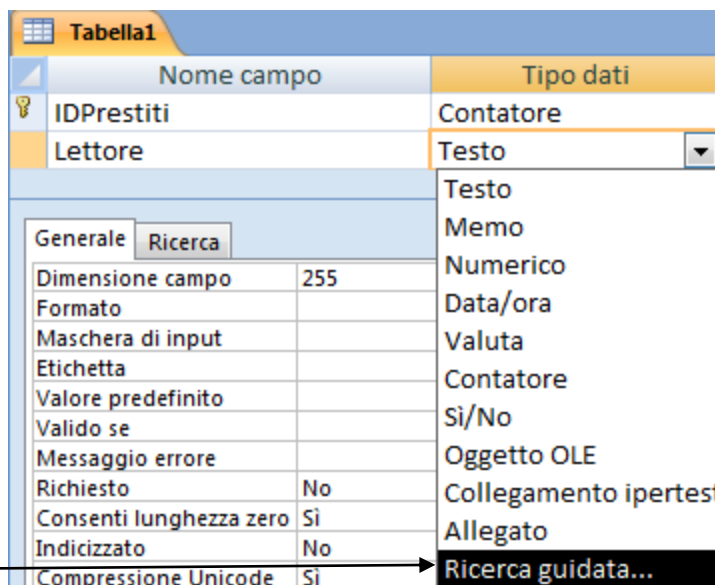 Tabella1
Nome campo Tipo dati
IDPrestiti Contatore
Lettore Testo
Testo
Memo
Numerico
Data/ora
Valuta
Contatore
Sì/No
Oggetto OLE
Collegamento ipertest
Allegato
Ricerca guidata...
Generale Ricerca
Dimensione campo 255
Formato
Maschera di input
Etichetta
Valore predefinito
Valido se
Messaggio errore
Richiesto No
Consenti lunghezza zero Sì
Indicizzato No
Compressione Unicode Sì